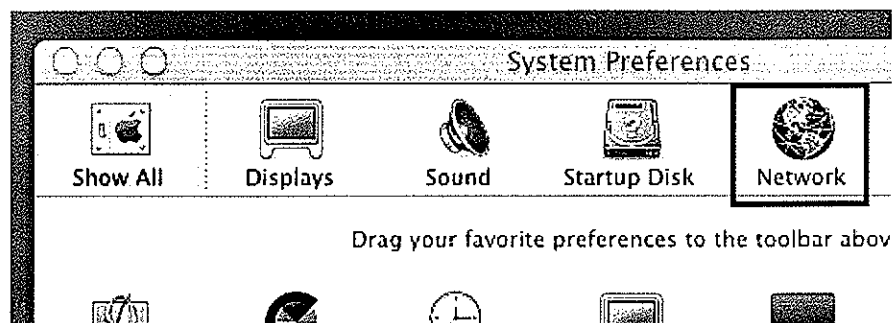 System Preferences
Show All Displays Sound Startup Disk Network
Drag your favorite preferences to the toolbar abov